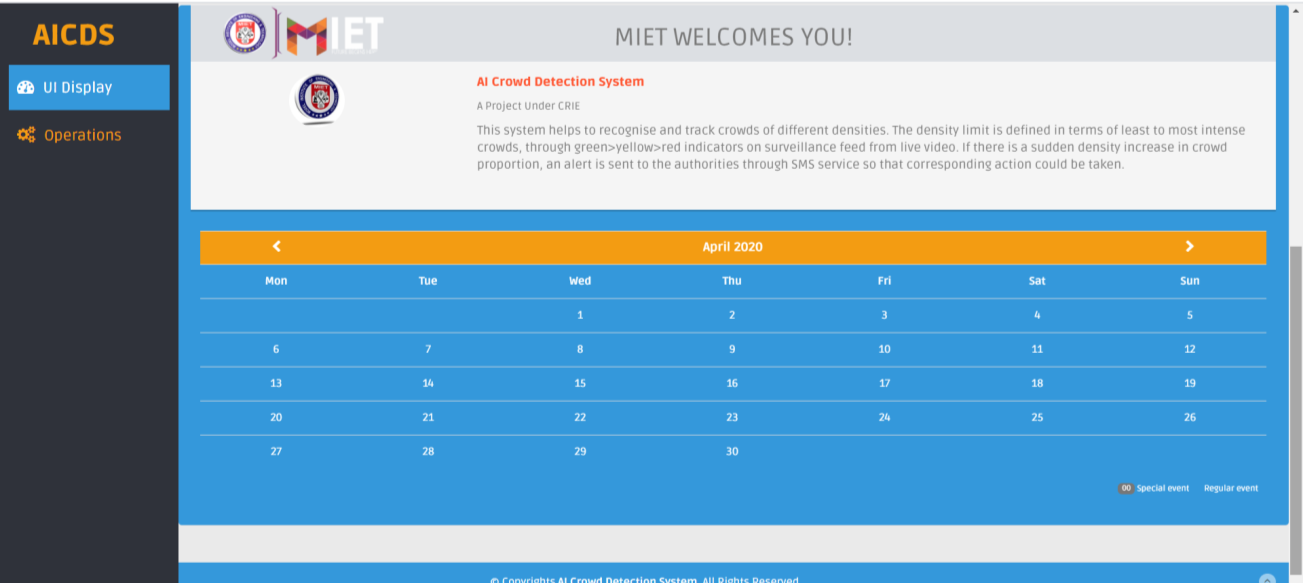 AICDS
UI Display
Operations
MIET
MIET WELCOMES YOU!
MIET
AI Crowd Detection System
A Project Under CRIE
This system helps to recognise and track crowds of different densities. The density limit is defined in terms of least to most intense
crowds, through green>yellow>red indicators on surveillance feed from live video. If there is a sudden density increase in crowd
proportion, an alert is sent to the authorities through SMS service so that corresponding action could be taken.
April 2020
Mon Tue Wed Thu Fri Sat Sun
1 2 3 4 5
6 7 8 9 10 11 12
13 14 15 16 17 18 19
20 21 22 23 24 25 26
27 28 29 30
00 Special event Regular event
© Copyrights AI Crowd Detection System. All Rights Reserved